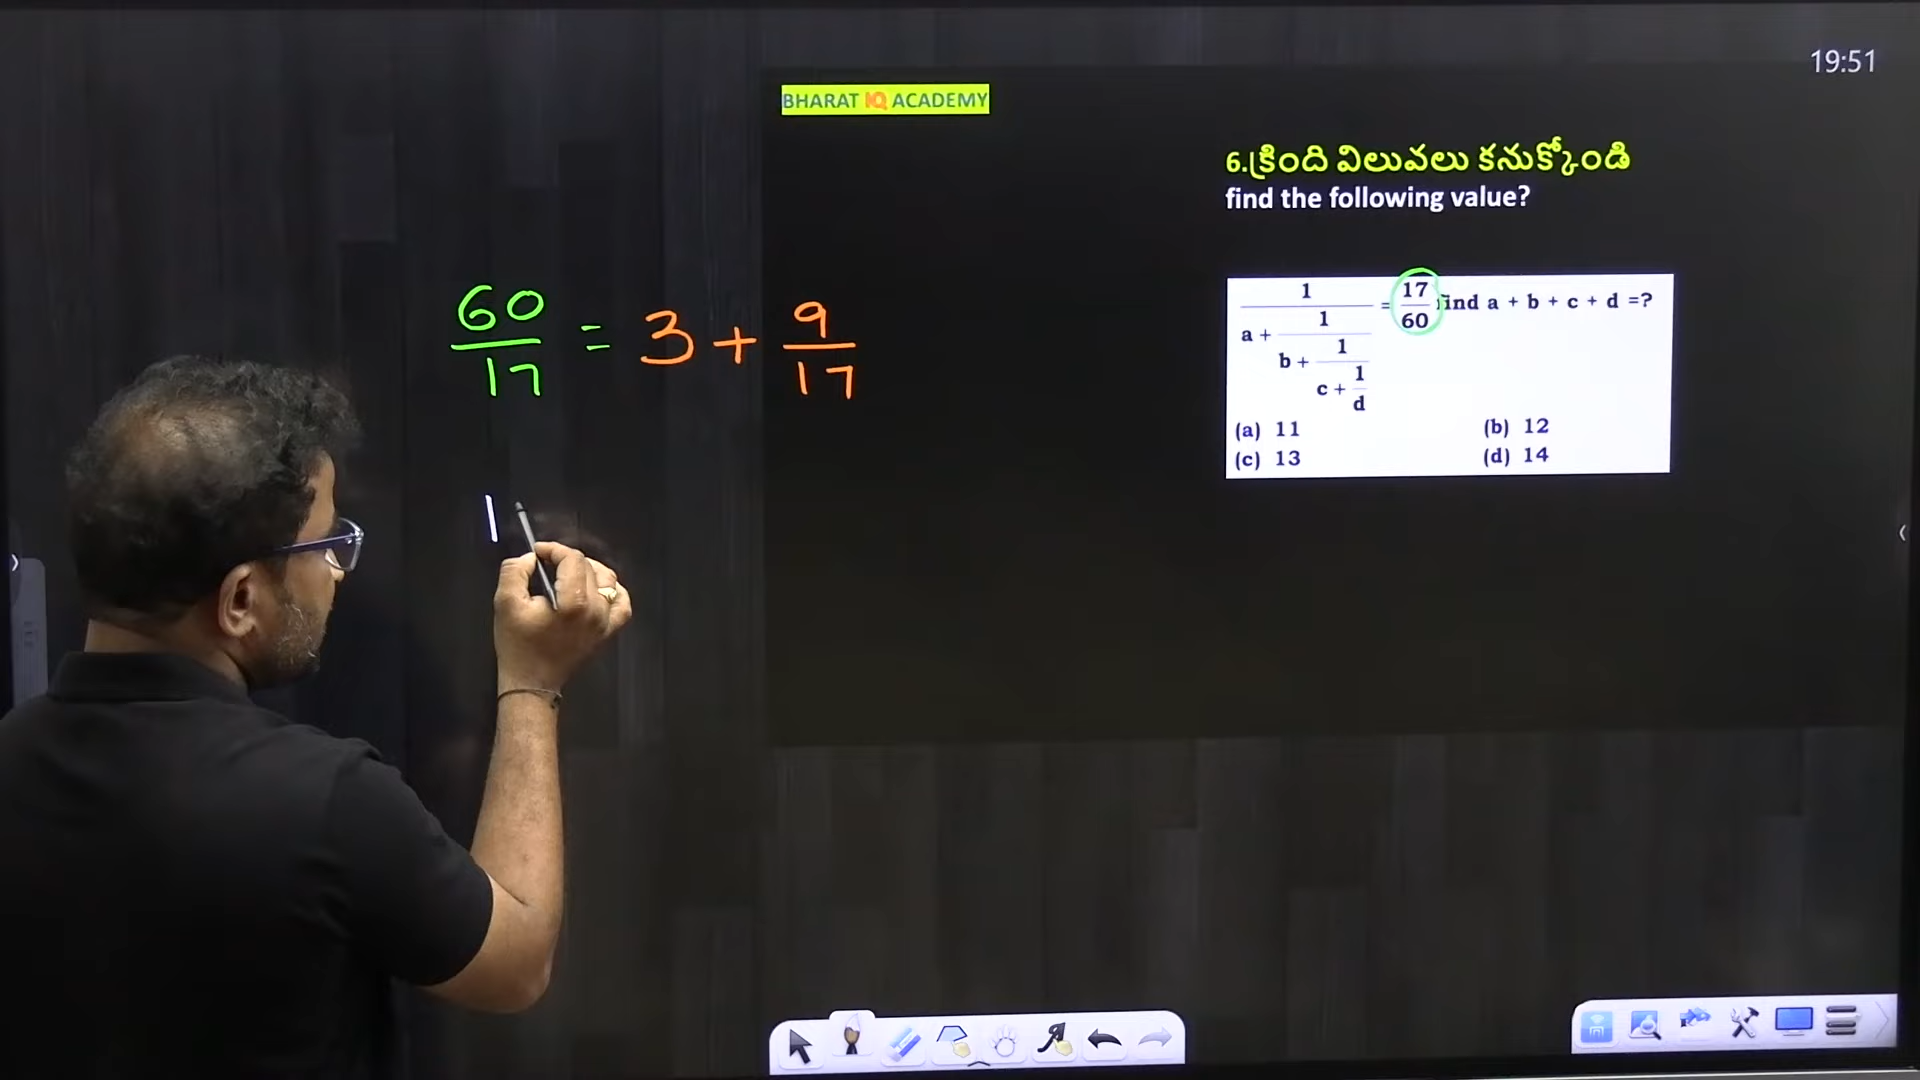 19:51
BHARAT IQ ACADEMY
6.క్రింది విలువలు కనుక్కోండి
find the following value?
60/17 = 3 + 9/17
1
1/(a + 1/(b + 1/(c + 1/d))) = 17/60 find a + b + c + d =?
(a) 11 (b) 12
(c) 13 (d) 14